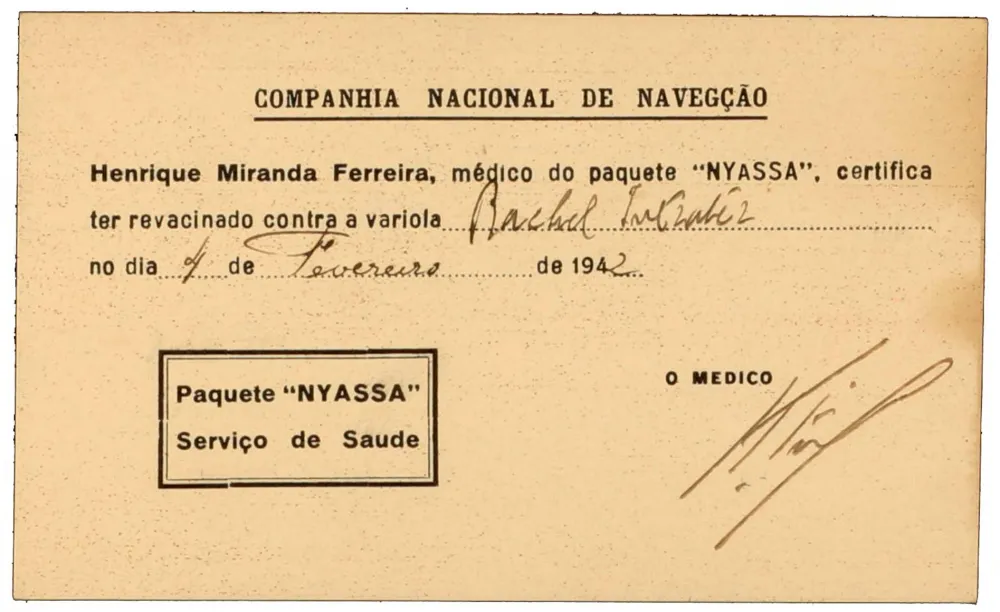 COMPANHIA NACIONAL DE NAVEGÇÃO
Henrique Miranda Ferreira, médico do paquete "NYASSA", certifica
ter revacinado contra a variola Rachel
no dia 4 de Fevereiro de 1942
O MEDICO
Paquete "NYASSA"
Serviço de Saude